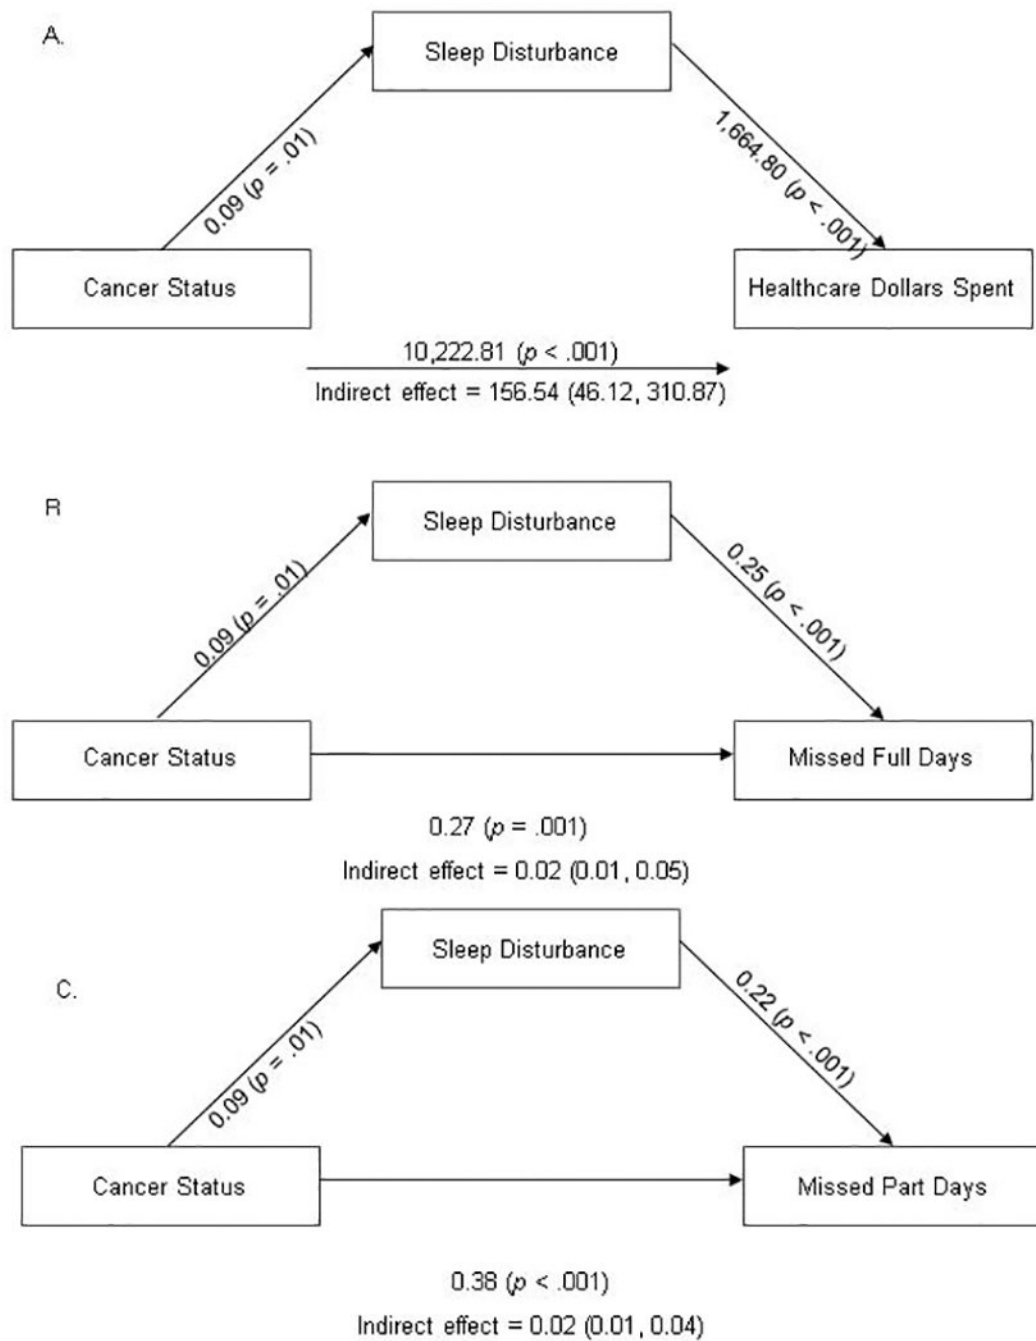 A.
Sleep Disturbance
0.09 (p = .01)
1,664.80 (p < .001)
Cancer Status
Healthcare Dollars Spent
10,222.81 (p < .001)
Indirect effect = 156.54 (46.12, 310.87)
R
Sleep Disturbance
0.09 (p = .01)
0.25 (p < .001)
Cancer Status
Missed Full Days
0.27 (p = .001)
Indirect effect = 0.02 (0.01, 0.05)
C.
Sleep Disturbance
0.09 (p = .01)
0.22 (p < .001)
Cancer Status
Missed Part Days
0.38 (p < .001)
Indirect effect = 0.02 (0.01, 0.04)